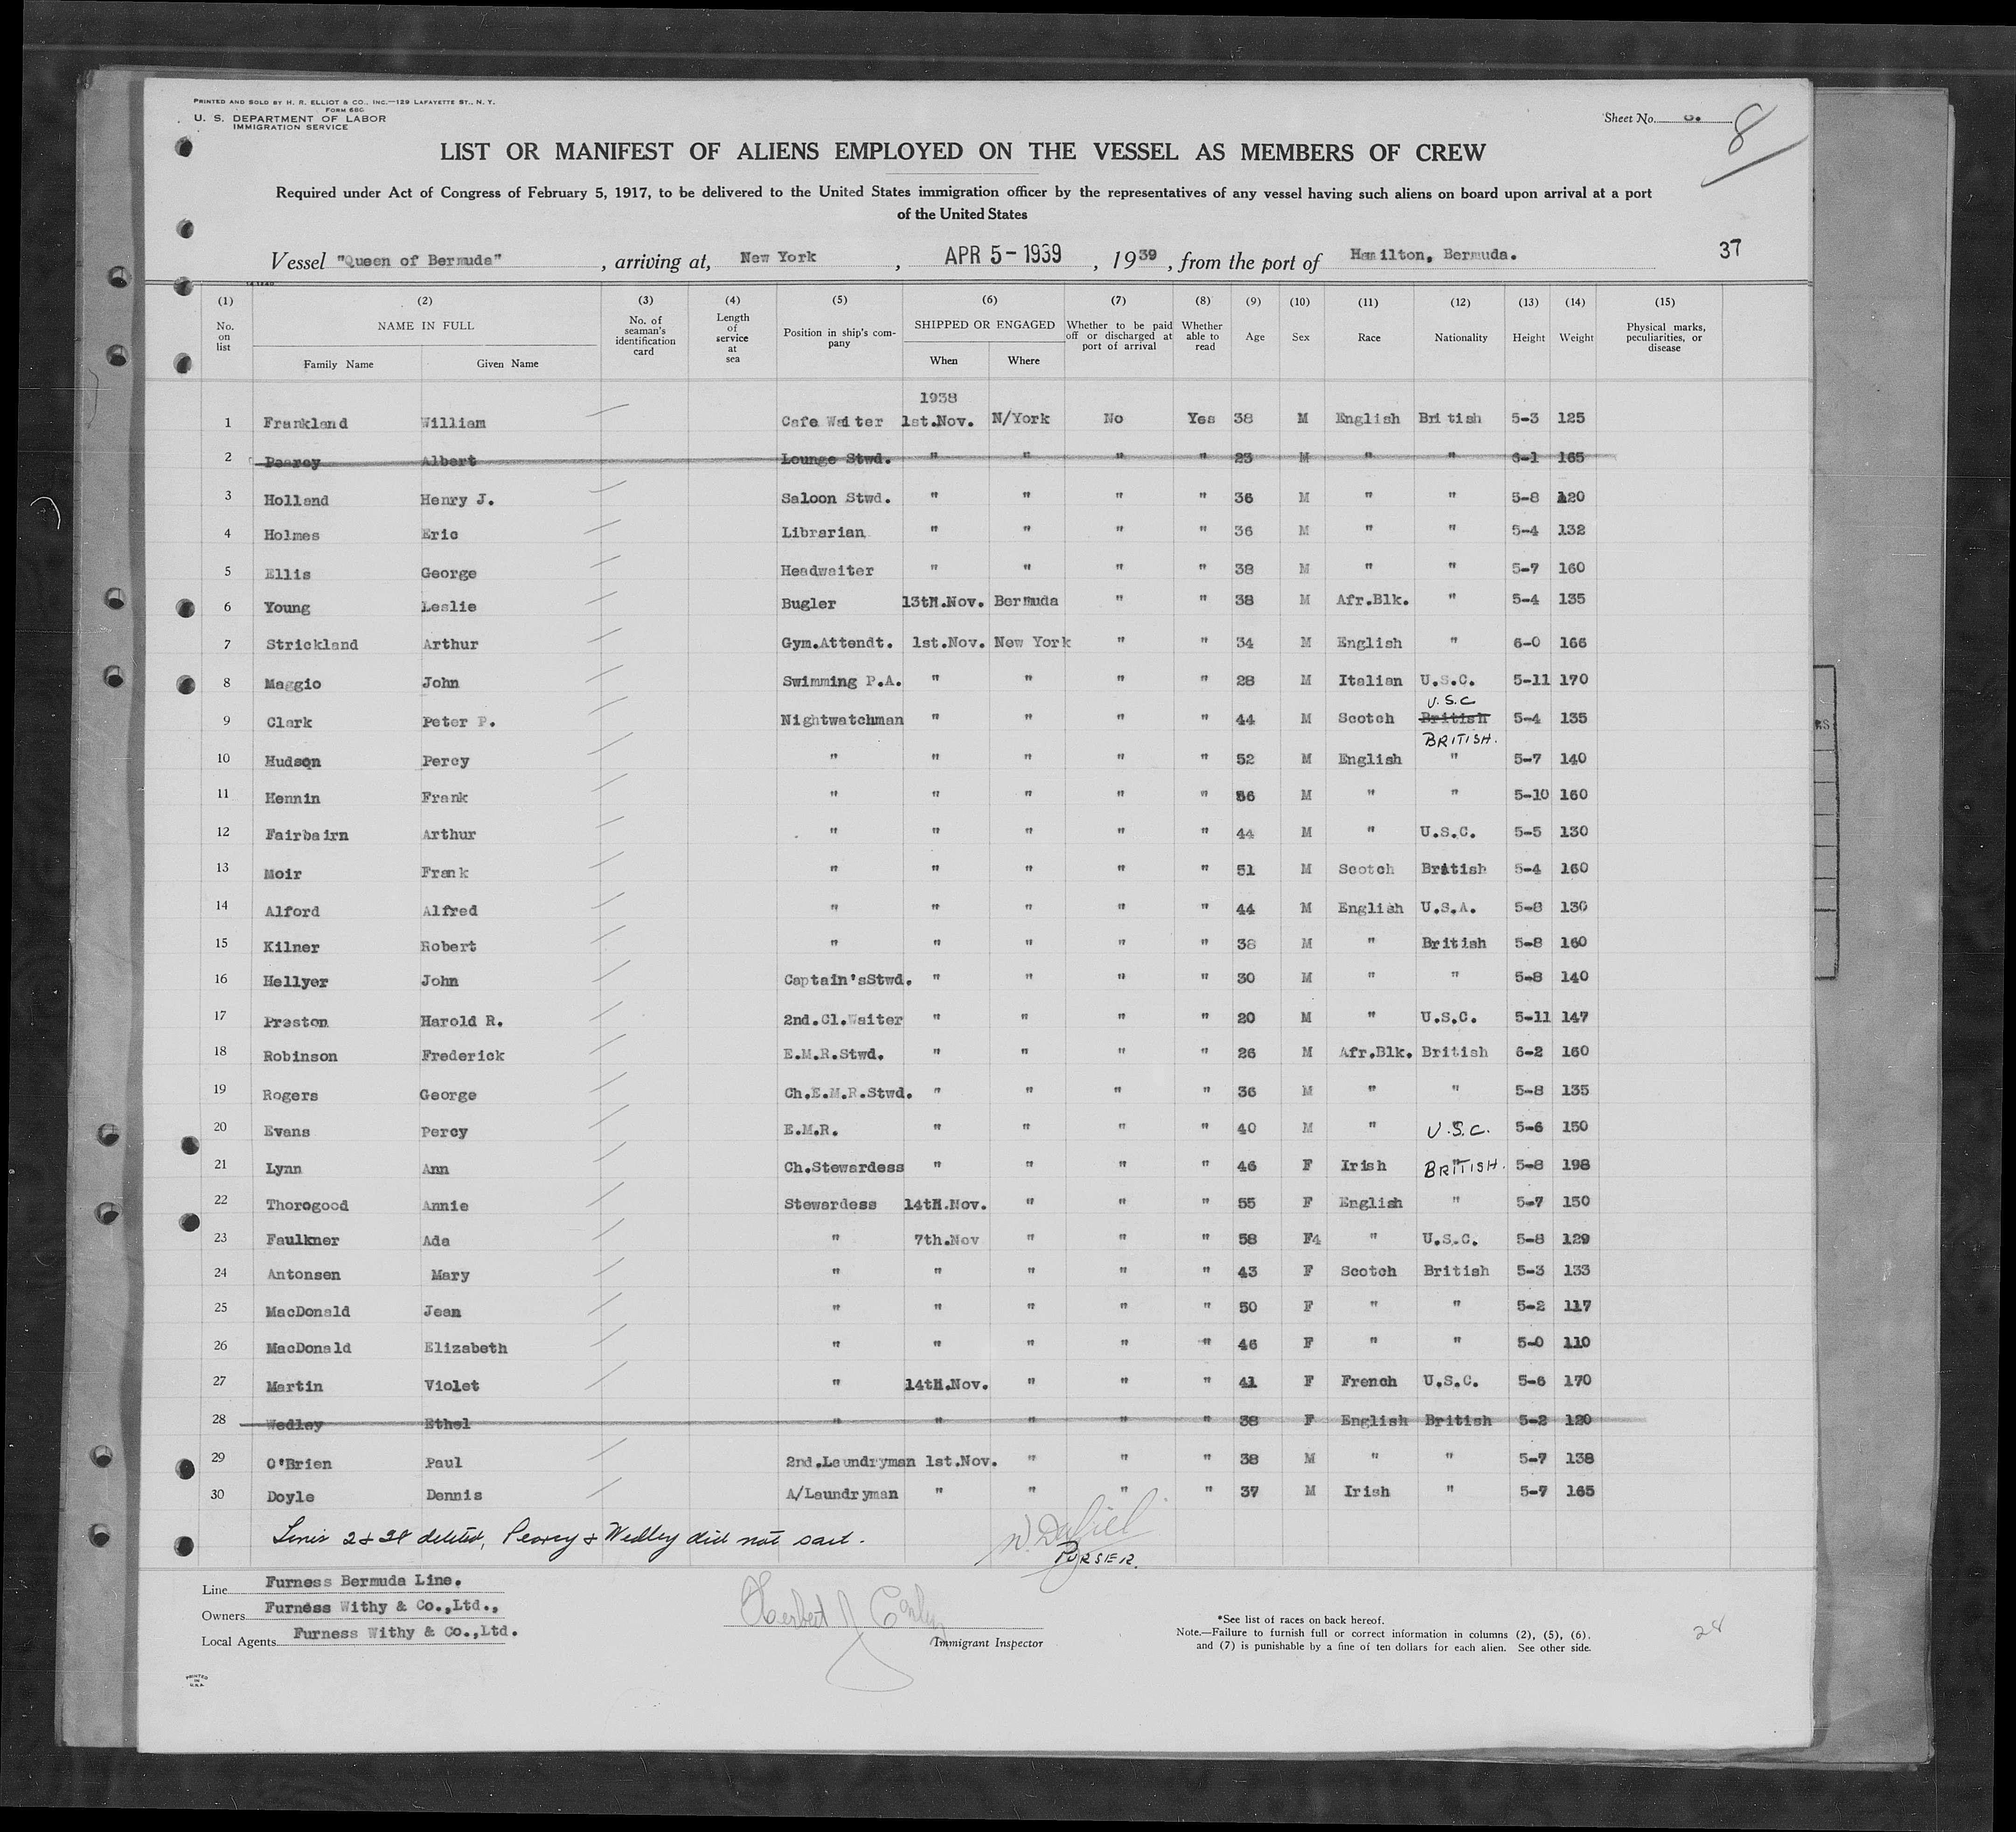 PRINTED AND SOLD BY H. R. ELLIOT & CO., INC.—129 LAFAYETTE ST., N. Y.
FORM 680
U. S. DEPARTMENT OF LABOR
IMMIGRATION SERVICE
Sheet No. 8.
8
LIST OR MANIFEST OF ALIENS EMPLOYED ON THE VESSEL AS MEMBERS OF CREW
Required under Act of Congress of February 5, 1917, to be delivered to the United States immigration officer by the representatives of any vessel having such aliens on board upon arrival at a port
of the United States
Vessel "Queen of Bermuda" , arriving at, New York , APR 5 - 1939 , 1939 , from the port of Hamilton, Bermuda. 37
(1) (2) (3) (4) (5) (6) (7) (8) (9) (10) (11) (12) (13) (14) (15)
No. on list NAME IN FULL Family Name Given Name No. of seaman's identification card Length of service at sea Position in ship's company SHIPPED OR ENGAGED When Where Whether to be paid off or discharged at port of arrival Whether able to read Age Sex Race Nationality Height Weight Physical marks, peculiarities, or disease
1938
1 Frankland William Cafe Waiter 1st.Nov. N/York No Yes 38 M English British 5-3 125
2 Pearcy Albert Lounge Stwd. " " " " 23 M " " 6-1 165
3 Holland Henry J. Saloon Stwd. " " " " 36 M " " 5-8 120
4 Holmes Eric Librarian " " " " 36 M " " 5-4 132
5 Ellis George Headwaiter " " " " 38 M " " 5-7 160
6 Young Leslie Bugler 13tH.Nov. Bermuda " " 38 M Afr.Blk. " 5-4 135
7 Strickland Arthur Gym.Attendt. 1st.Nov. New York " " 34 M English " 6-0 166
8 Maggio John Swimming P.A. " " " " 28 M Italian U.S.C. 5-11 170
U.S.C
9 Clark Peter P. Nightwatchman " " " " 44 M Scotch British 5-4 135
BRITISH.
10 Hudson Percy " " " " " 52 M English " 5-7 140
11 Hennin Frank " " " " " 56 M " " 5-10 160
12 Fairbairn Arthur " " " " " 44 M " U.S.C. 5-5 130
13 Moir Frank " " " " " 51 M Scotch British 5-4 160
14 Alford Alfred " " " " " 44 M English U.S.A. 5-8 130
15 Kilner Robert " " " " " 38 M " British 5-8 160
16 Hellyer John Captain'sStwd. " " " " 30 M " " 5-8 140
17 Preston Harold R. 2nd.Cl.Waiter " " " " 20 M " U.S.C. 5-11 147
18 Robinson Frederick E.M.R.Stwd. " " " " 26 M Afr.Blk. British 6-2 160
19 Rogers George Ch.E.M.R.Stwd. " " " " 36 M " " 5-8 135
20 Evans Percy E.M.R. " " " " 40 M " U.S.C. 5-6 150
21 Lynn Ann Ch.Stewardess " " " " 46 F Irish BRITISH. 5-8 198
22 Thorogood Annie Stewardess 14tH.Nov. " " " 55 F English " 5-7 150
23 Faulkner Ada " 7th.Nov " " " 58 F4 " U.S.C. 5-8 129
24 Antonsen Mary " " " " " 43 F Scotch British 5-3 133
25 MacDonald Jean " " " " " 50 F " " 5-2 117
26 MacDonald Elizabeth " " " " " 46 F " " 5-0 110
27 Martin Violet " 14tH.Nov. " " " 41 F French U.S.C. 5-6 170
28 Wedley Ethel " " " " " 38 F English British 5-2 120
29 O'Brien Paul 2nd.Laundryman 1st.Nov. " " " 38 M " " 5-7 138
30 Doyle Dennis A/Laundryman " " " " 37 M Irish " 5-7 165
Lines 2 & 28 deleted, Pearcy & Wedley did not sail.
PURSER.
Line Furness Bermuda Line.
Owners Furness Withy & Co.,Ltd.,
Local Agents Furness Withy & Co.,Ltd.
Herbert J
Immigrant Inspector
*See list of races on back hereof.
Note.—Failure to furnish full or correct information in columns (2), (5), (6),
and (7) is punishable by a fine of ten dollars for each alien. See other side.
28
PRINTED
IN
U.S.A.